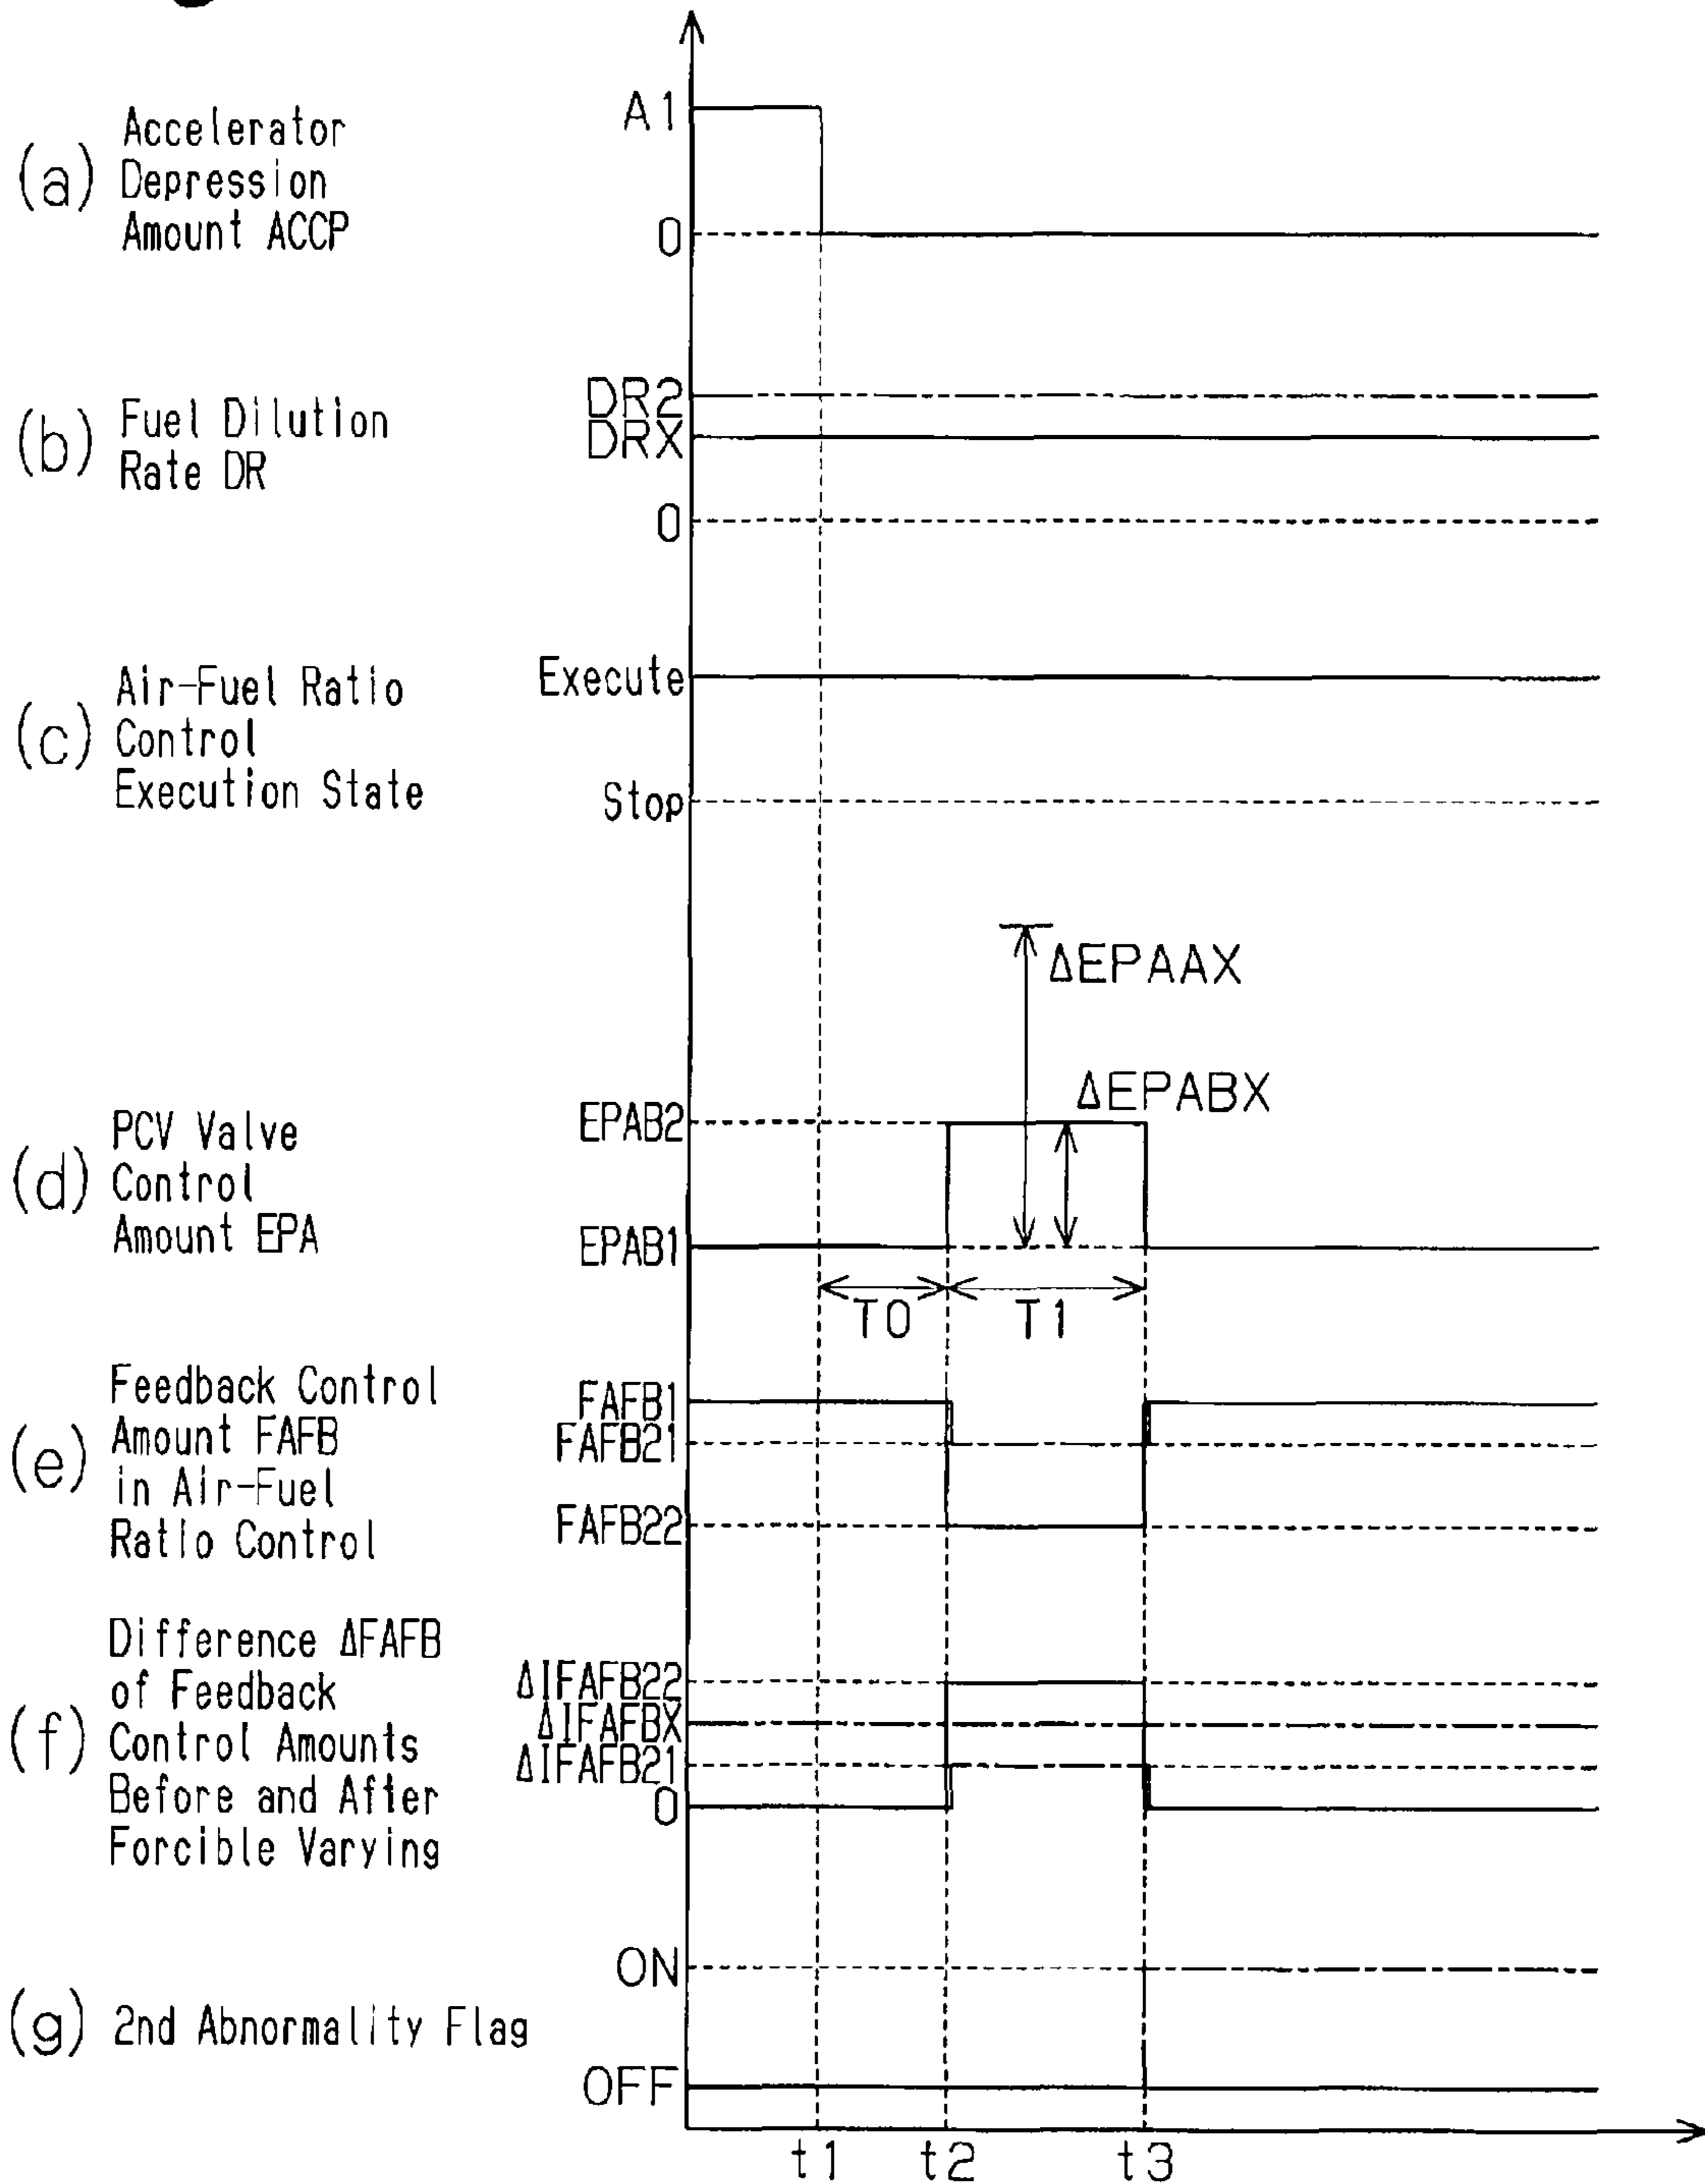 (a) Accelerator
Depression
Amount ACCP
A1
0
(b) Fuel Dilution
Rate DR
DR2
DRX
0
(c) Air-Fuel Ratio
Control
Execution State
Execute
Stop
(d) PCV Valve
Control
Amount EPA
ΔEPAAX
ΔEPABX
EPAB2
EPAB1
T0
T1
(e) Feedback Control
Amount FAFB
in Air-Fuel
Ratio Control
FAFB1
FAFB21
FAFB22
(f) Difference ΔFAFB
of Feedback
Control Amounts
Before and After
Forcible Varying
ΔIFAFB22
ΔIFAFBX
ΔIFAFB21
0
(g) 2nd Abnormality Flag
ON
OFF
t1 t2 t3